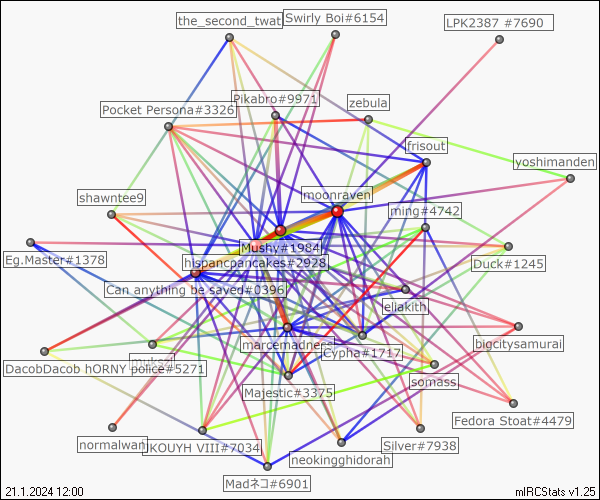 the_second_twat
Swirly Boi#6154
LPK2387 #7690
Pikabro#9971
zebula
Pocket Persona#3326
frisout
yoshimanden
moonraven
shawntee9
ming#4742
Mushy#1984
Eg.Master#1378
hispancpancakes#2928
Duck#1245
Can anything be saved#0396
eliakith
marcemadness
bigcitysamurai
Cypha#1717
DacobDacob hORNY police#5271
somass
Majestic#3375
Fedora Stoat#4479
normalwan
JKOUYH VIII#7034
Silver#7938
neokingghidorah
Madネコ#6901
21.1.2024 12:00
mIRCStats v1.25